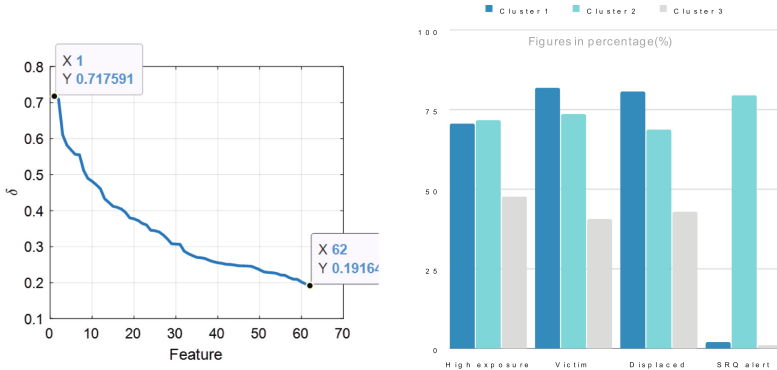 X 1
Y 0.717591
0.8
0.7
0.6
0.5
0.4
0.3
0.2
0.1
δ
X 62
Y 0.19164
0 10 20 30 40 50 60 70
Feature
Cluster 1 Cluster 2 Cluster 3
Figures in percentage(%)
100
75
50
25
0
High exposure Victim Displaced SRQ alert